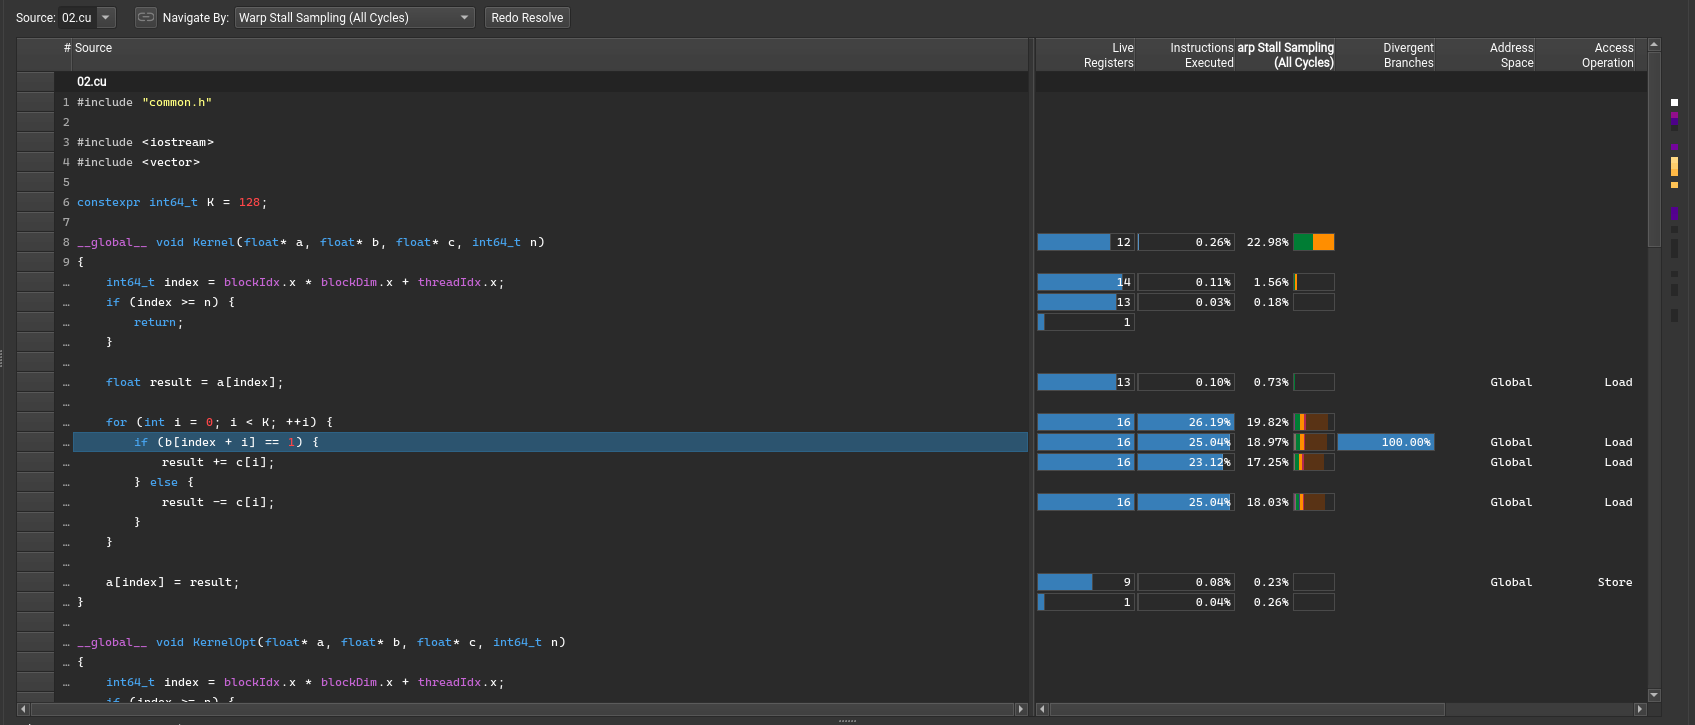 Source: 02.cu Navigate By: Warp Stall Sampling (All Cycles) Redo Resolve
# Source Live Registers Instructions Executed arp Stall Sampling (All Cycles) Divergent Branches Address Space Access Operation
02.cu
1 #include "common.h"
2
3 #include <iostream>
4 #include <vector>
5
6 constexpr int64_t K = 128;
7
8 __global__ void Kernel(float* a, float* b, float* c, int64_t n) 12 0.26% 22.98%
9 {
… int64_t index = blockIdx.x * blockDim.x + threadIdx.x; 14 0.11% 1.56%
… if (index >= n) { 13 0.03% 0.18%
… return; 1
… }
…
… float result = a[index]; 13 0.10% 0.73% Global Load
…
… for (int i = 0; i < K; ++i) { 16 26.19% 19.82%
… if (b[index + i] == 1) { 16 25.04% 18.97% 100.00% Global Load
… result += c[i]; 16 23.12% 17.25% Global Load
… } else {
… result -= c[i]; 16 25.04% 18.03% Global Load
… }
… }
…
… a[index] = result; 9 0.08% 0.23% Global Store
… } 1 0.04% 0.26%
…
… __global__ void KernelOpt(float* a, float* b, float* c, int64_t n)
… {
… int64_t index = blockIdx.x * blockDim.x + threadIdx.x;
… if (index >= n) {